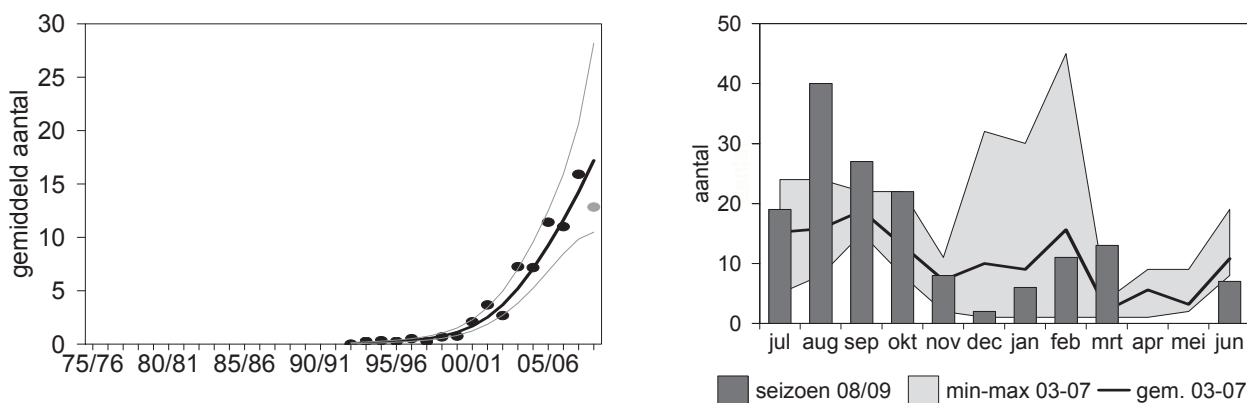 gemiddeld aantal
30
25
20
15
10
5
0
75/76 80/81 85/86 90/91 95/96 00/01 05/06
aantal
50
40
30
20
10
0
jul aug sep okt nov dec jan feb mrt apr mei jun
seizoen 08/09 min-max 03-07 gem. 03-07